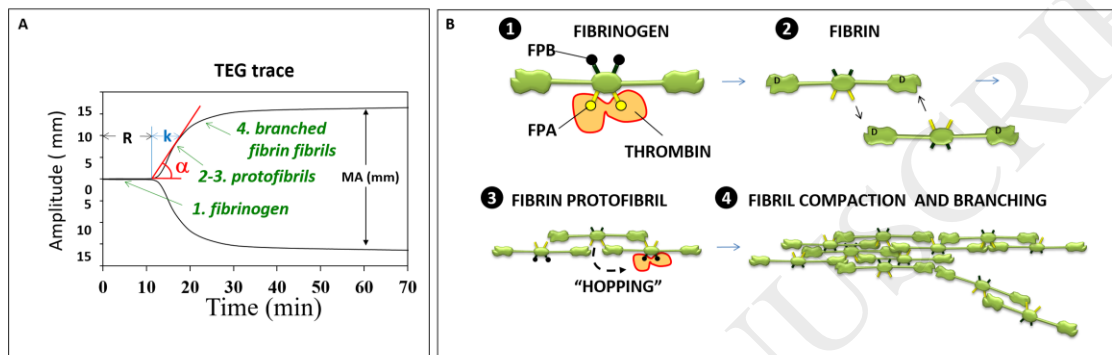 A
TEG trace
Amplitude ( mm)
15
10
5
0
5
10
15
R
k
α
4. branched
fibrin fibrils
2-3. protofibrils
1. fibrinogen
MA (mm)
0 10 20 30 40 50 60 70
Time (min)
B
1
FIBRINOGEN
FPB
FPA
THROMBIN
2
FIBRIN
D
D
D
D
3 FIBRIN PROTOFIBRIL
"HOPPING"
4 FIBRIL COMPACTION AND BRANCHING
USCRI